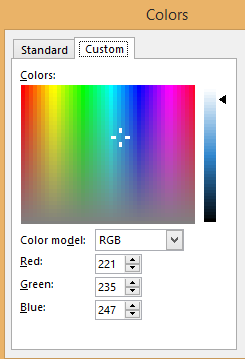 Colors
Standard Custom
Colors:
Color model: RGB
Red: 221
Green: 235
Blue: 247